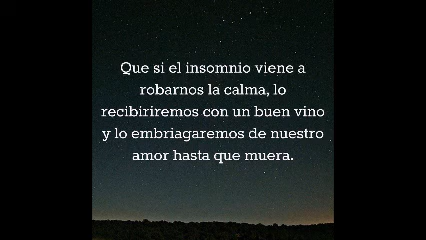 Que si el insomnio viene a
robarnos la calma, lo
recibiriremos con un buen vino
y lo embriagaremos de nuestro
amor hasta que muera.